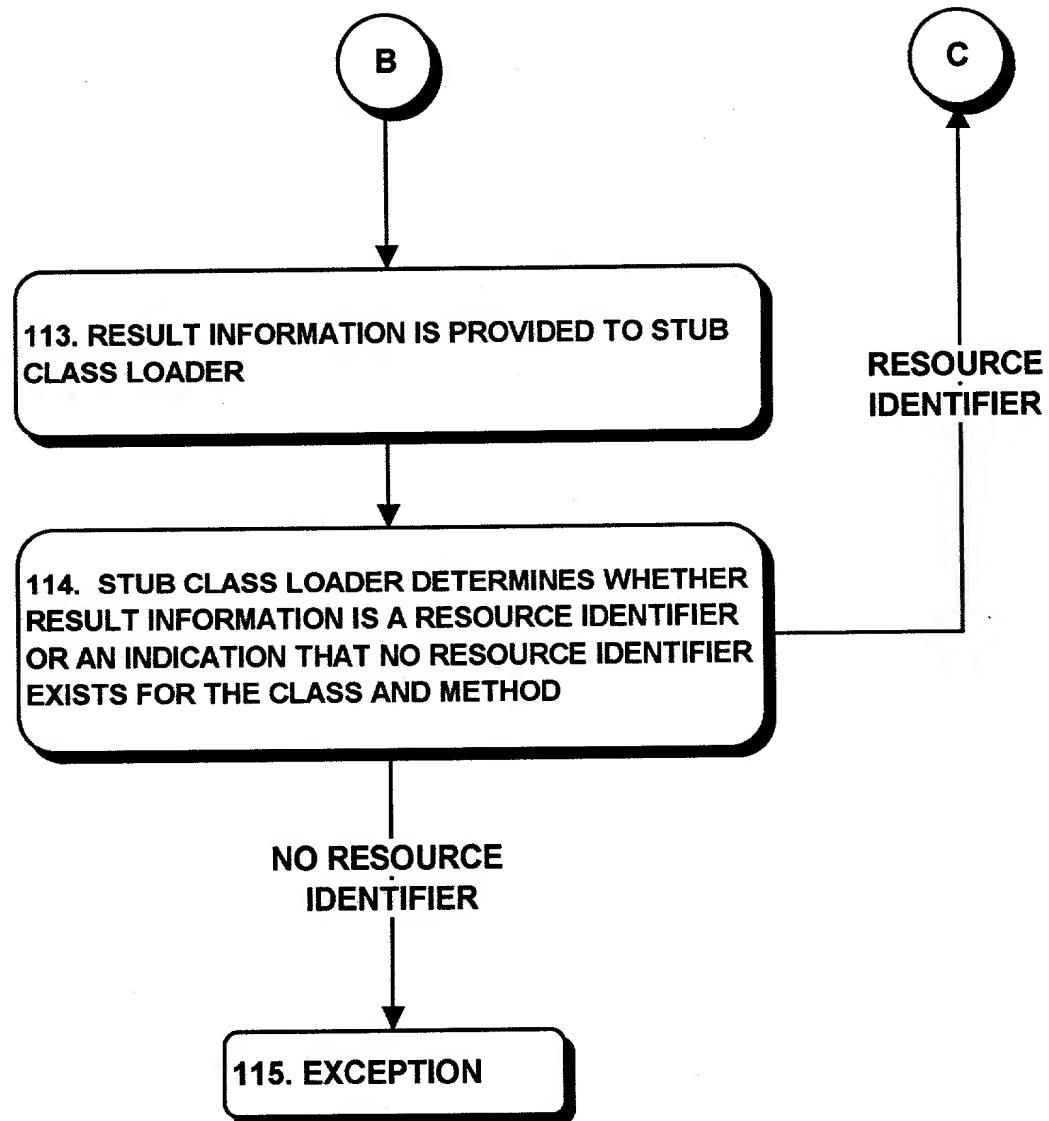 B
C
113. RESULT INFORMATION IS PROVIDED TO STUB
CLASS LOADER
RESOURCE
IDENTIFIER
114. STUB CLASS LOADER DETERMINES WHETHER
RESULT INFORMATION IS A RESOURCE IDENTIFIER
OR AN INDICATION THAT NO RESOURCE IDENTIFIER
EXISTS FOR THE CLASS AND METHOD
NO RESOURCE
IDENTIFIER
115. EXCEPTION